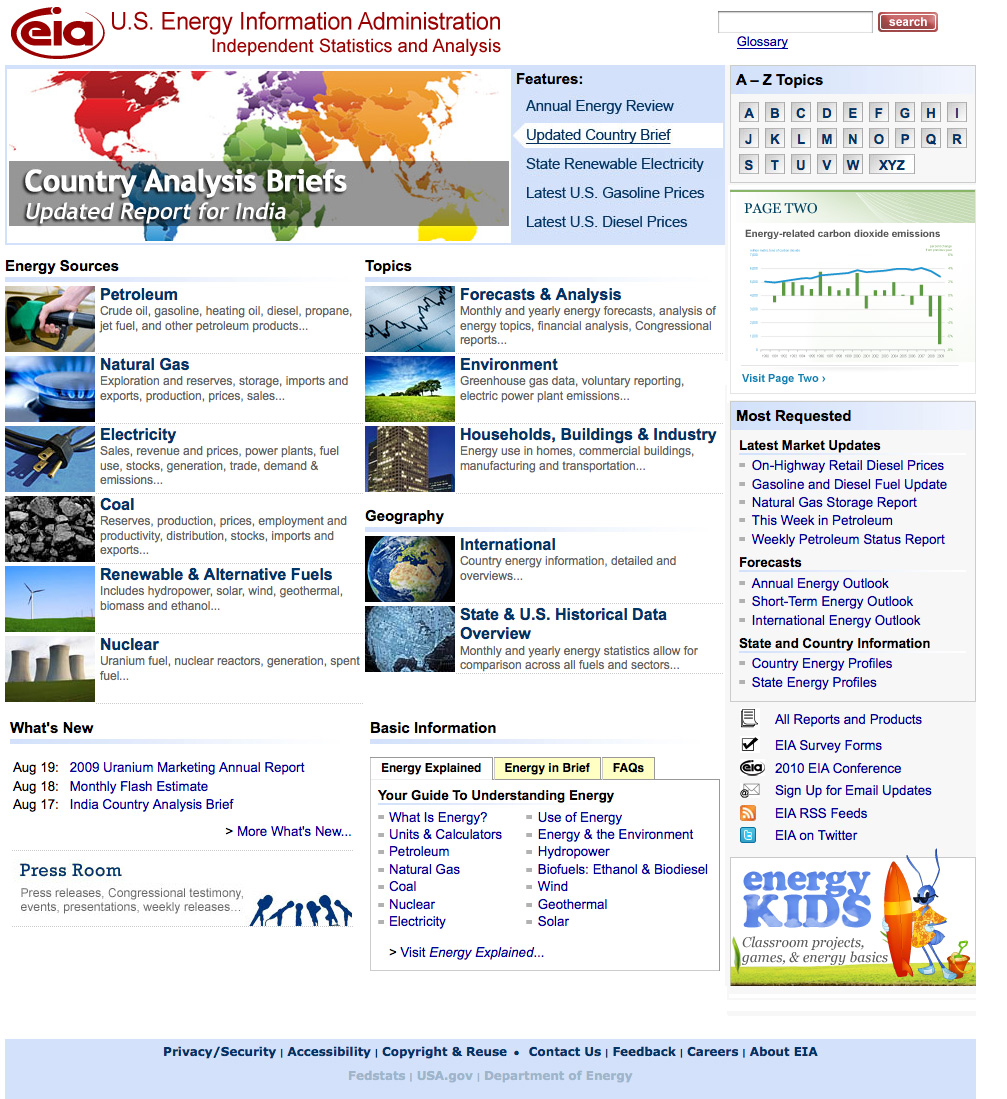 eia U.S. Energy Information Administration
Independent Statistics and Analysis
search
Glossary
Country Analysis Briefs
Updated Report for India
Features:
Annual Energy Review
Updated Country Brief
State Renewable Electricity
Latest U.S. Gasoline Prices
Latest U.S. Diesel Prices
A – Z Topics
A B C D E F G H I
J K L M N O P Q R
S T U V W XYZ
PAGE TWO
Energy-related carbon dioxide emissions
Visit Page Two ›
Energy Sources
Petroleum
Crude oil, gasoline, heating oil, diesel, propane,
jet fuel, and other petroleum products...
Natural Gas
Exploration and reserves, storage, imports and
exports, production, prices, sales...
Electricity
Sales, revenue and prices, power plants, fuel
use, stocks, generation, trade, demand &
emissions...
Coal
Reserves, production, prices, employment and
productivity, distribution, stocks, imports and
exports...
Renewable & Alternative Fuels
Includes hydropower, solar, wind, geothermal,
biomass and ethanol...
Nuclear
Uranium fuel, nuclear reactors, generation, spent
fuel...
Topics
Forecasts & Analysis
Monthly and yearly energy forecasts, analysis of
energy topics, financial analysis, Congressional
reports...
Environment
Greenhouse gas data, voluntary reporting,
electric power plant emissions...
Households, Buildings & Industry
Energy use in homes, commercial buildings,
manufacturing and transportation...
Geography
International
Country energy information, detailed and
overviews...
State & U.S. Historical Data
Overview
Monthly and yearly energy statistics allow for
comparison across all fuels and sectors...
Most Requested
Latest Market Updates
On-Highway Retail Diesel Prices
Gasoline and Diesel Fuel Update
Natural Gas Storage Report
This Week in Petroleum
Weekly Petroleum Status Report
Forecasts
Annual Energy Outlook
Short-Term Energy Outlook
International Energy Outlook
State and Country Information
Country Energy Profiles
State Energy Profiles
All Reports and Products
EIA Survey Forms
eia 2010 EIA Conference
Sign Up for Email Updates
EIA RSS Feeds
EIA on Twitter
What's New
Aug 19: 2009 Uranium Marketing Annual Report
Aug 18: Monthly Flash Estimate
Aug 17: India Country Analysis Brief
> More What's New...
Press Room
Press releases, Congressional testimony,
events, presentations, weekly releases...
Basic Information
Energy Explained Energy in Brief FAQs
Your Guide To Understanding Energy
What Is Energy?
Units & Calculators
Petroleum
Natural Gas
Coal
Nuclear
Electricity
Use of Energy
Energy & the Environment
Hydropower
Biofuels: Ethanol & Biodiesel
Wind
Geothermal
Solar
> Visit Energy Explained...
energy
KIDS
Classroom projects,
games, & energy basics
Privacy/Security | Accessibility | Copyright & Reuse • Contact Us | Feedback | Careers | About EIA
Fedstats | USA.gov | Department of Energy